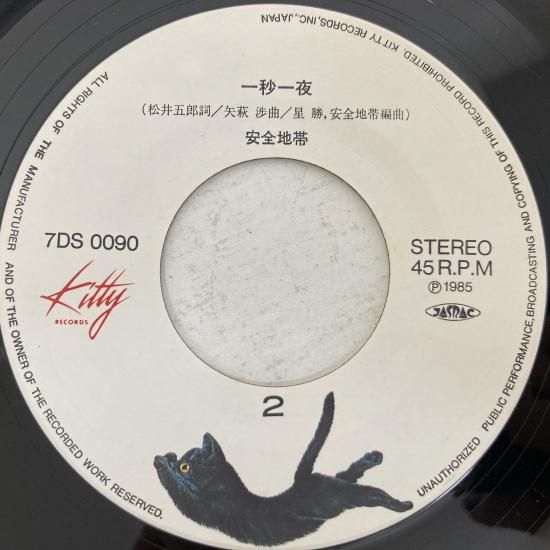 一秒一夜
(松井五郎詞／矢萩 渉曲／星 勝,安全地帯編曲)
安全地帯
7DS 0090
Kitty
RECORDS
STEREO
45 R.P.M
Ⓟ1985
JASRAC
2
ALL RIGHTS OF THE MANUFACTURER AND OF THE OWNER OF THE RECORDED WORK RESERVED.
UNAUTHORIZED PUBLIC PERFORMANCE, BROADCASTING AND COPYING OF THIS RECORD PROHIBITED. KITTY RECORDS, INC., JAPAN